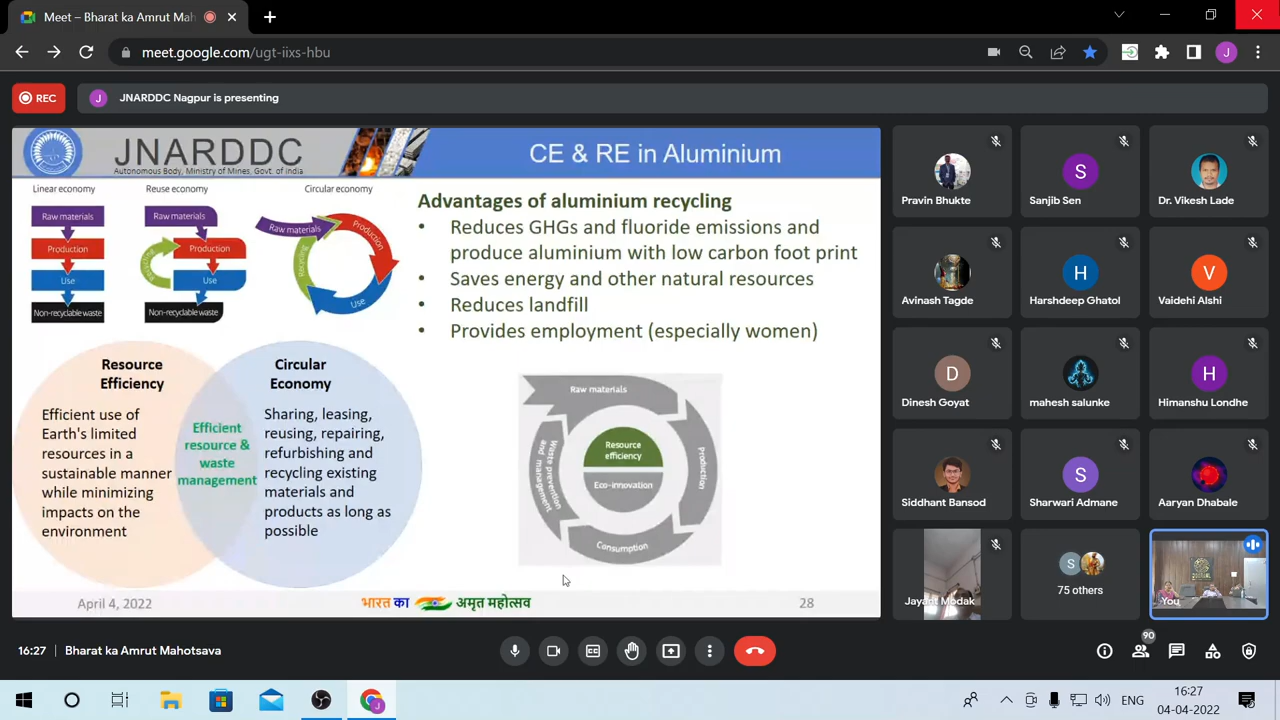 Meet – Bharat ka Amrut Mah
meet.google.com/ugt-iixs-hbu
J
REC
J
JNARDDC Nagpur is presenting
JNARDDC
Autonomous Body, Ministry of Mines, Govt. of India
CE & RE in Aluminium
Linear economy
Reuse economy
Circular economy
Raw materials
Production
Use
Non-recyclable waste
Raw materials
Production
Recycling
Use
Non-recyclable waste
Raw materials
Production
Recycling
Use
Advantages of aluminium recycling
• Reduces GHGs and fluoride emissions and
produce aluminium with low carbon foot print
• Saves energy and other natural resources
• Reduces landfill
• Provides employment (especially women)
Resource
Efficiency
Efficient use of
Earth's limited
resources in a
sustainable manner
while minimizing
impacts on the
environment
Efficient
resource &
waste
management
Circular
Economy
Sharing, leasing,
reusing, repairing,
refurbishing and
recycling existing
materials and
products as long as
possible
Raw materials
Production
Consumption
Waste prevention
and management
Resource
efficiency
Eco-innovation
April 4, 2022
भारत का अमृत महोत्सव
28
Pravin Bhukte
S
Sanjib Sen
Dr. Vikesh Lade
Avinash Tagde
H
Harshdeep Ghatol
V
Vaidehi Alshi
D
Dinesh Goyat
mahesh salunke
H
Himanshu Londhe
Siddhant Bansod
S
Sharwari Admane
Aaryan Dhabale
Jayant Modak
S
75 others
You
16:27
Bharat ka Amrut Mahotsava
90
J
ENG
16:27
04-04-2022